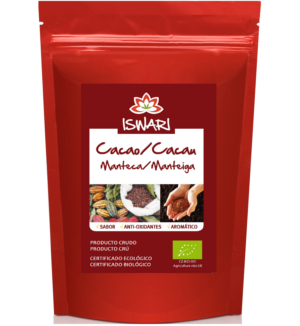 ISWARI
Cacao/Cacau
Manteca/Manteiga
SABOR ANTI-OXIDANTES AROMÁTICO
PRODUCTO CRUDO
PRODUCTO CRÚ
CERTIFICADO ECOLÓGICO
CERTIFICADO BIOLÓGICO